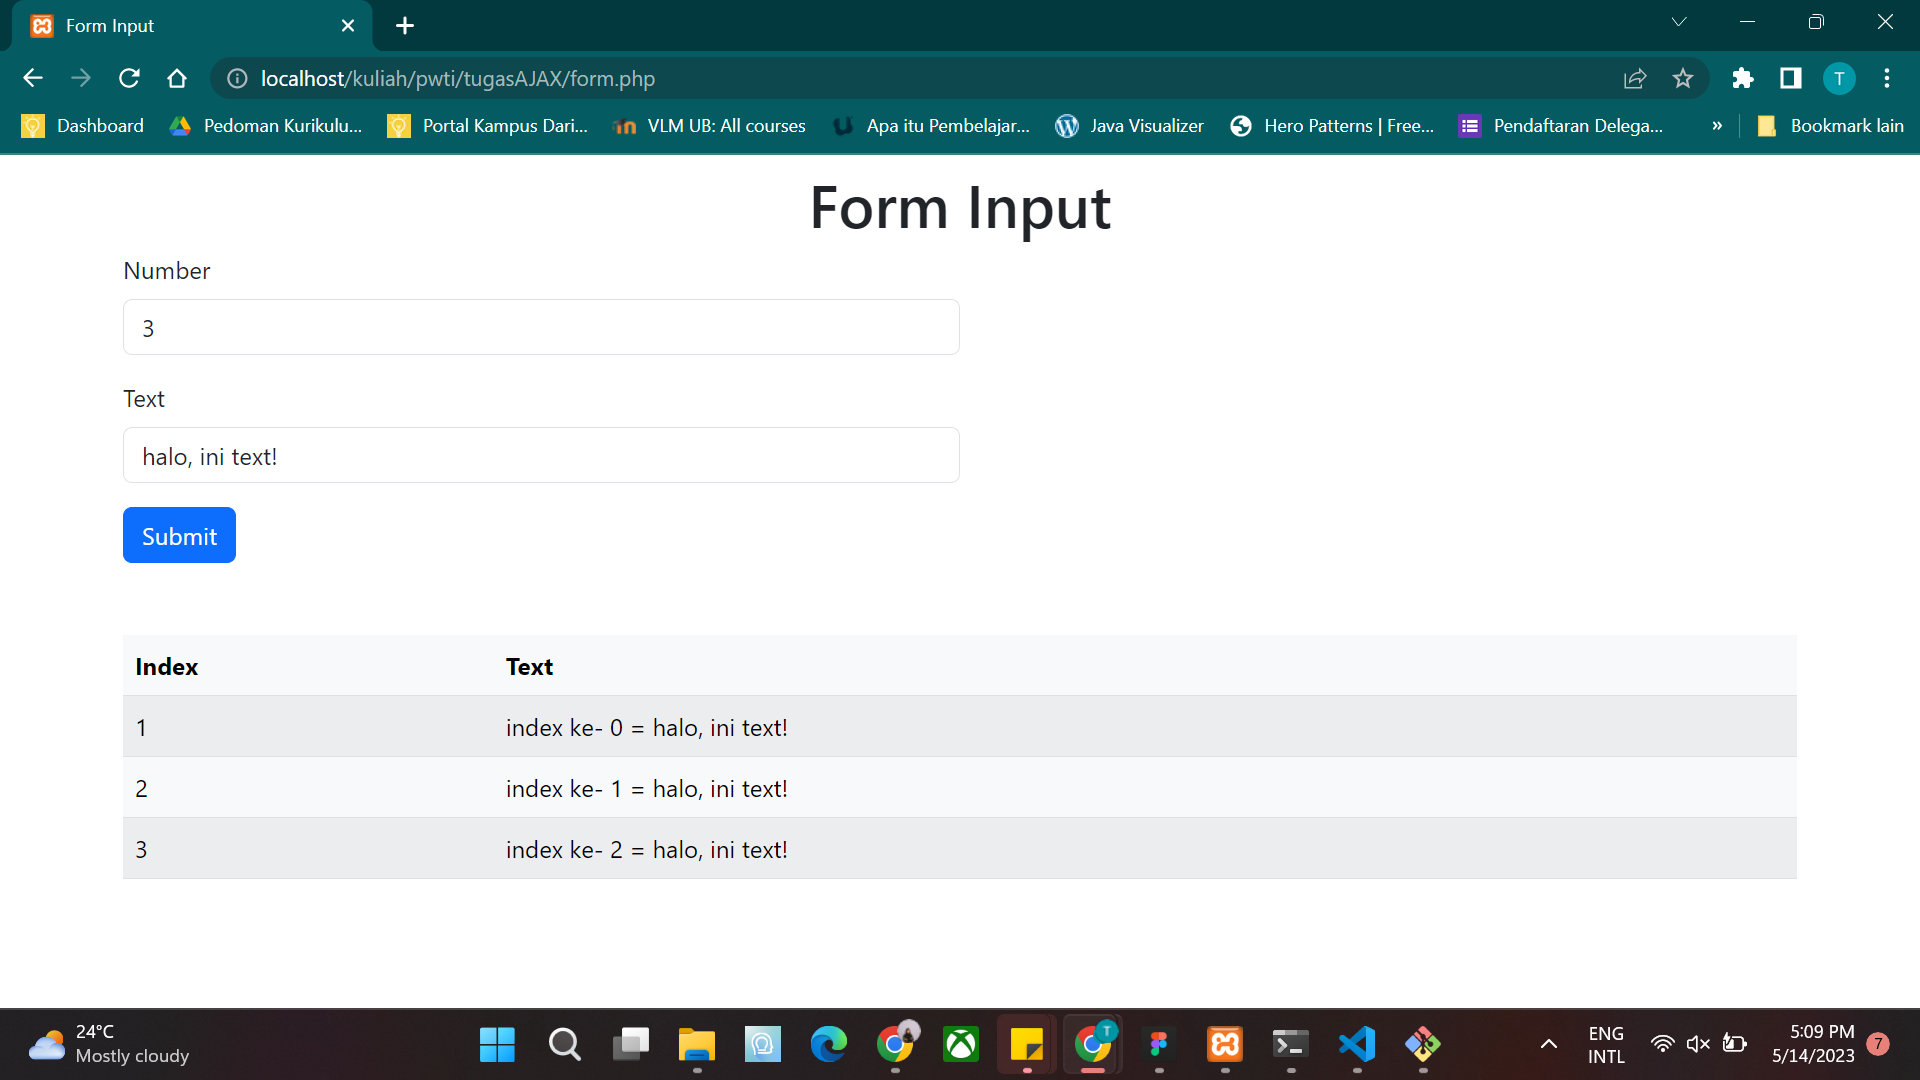 Form Input
localhost/kuliah/pwti/tugasAJAX/form.php
T
Dashboard
Pedoman Kurikulu...
Portal Kampus Dari...
VLM UB: All courses
Apa itu Pembelajar...
Java Visualizer
Hero Patterns | Free...
Pendaftaran Delega...
»
Bookmark lain
Form Input
Number
3
Text
halo, ini text!
Submit
Index Text
1 index ke- 0 = halo, ini text!
2 index ke- 1 = halo, ini text!
3 index ke- 2 = halo, ini text!
24°C
Mostly cloudy
T
ENG
INTL
5:09 PM
5/14/2023
7